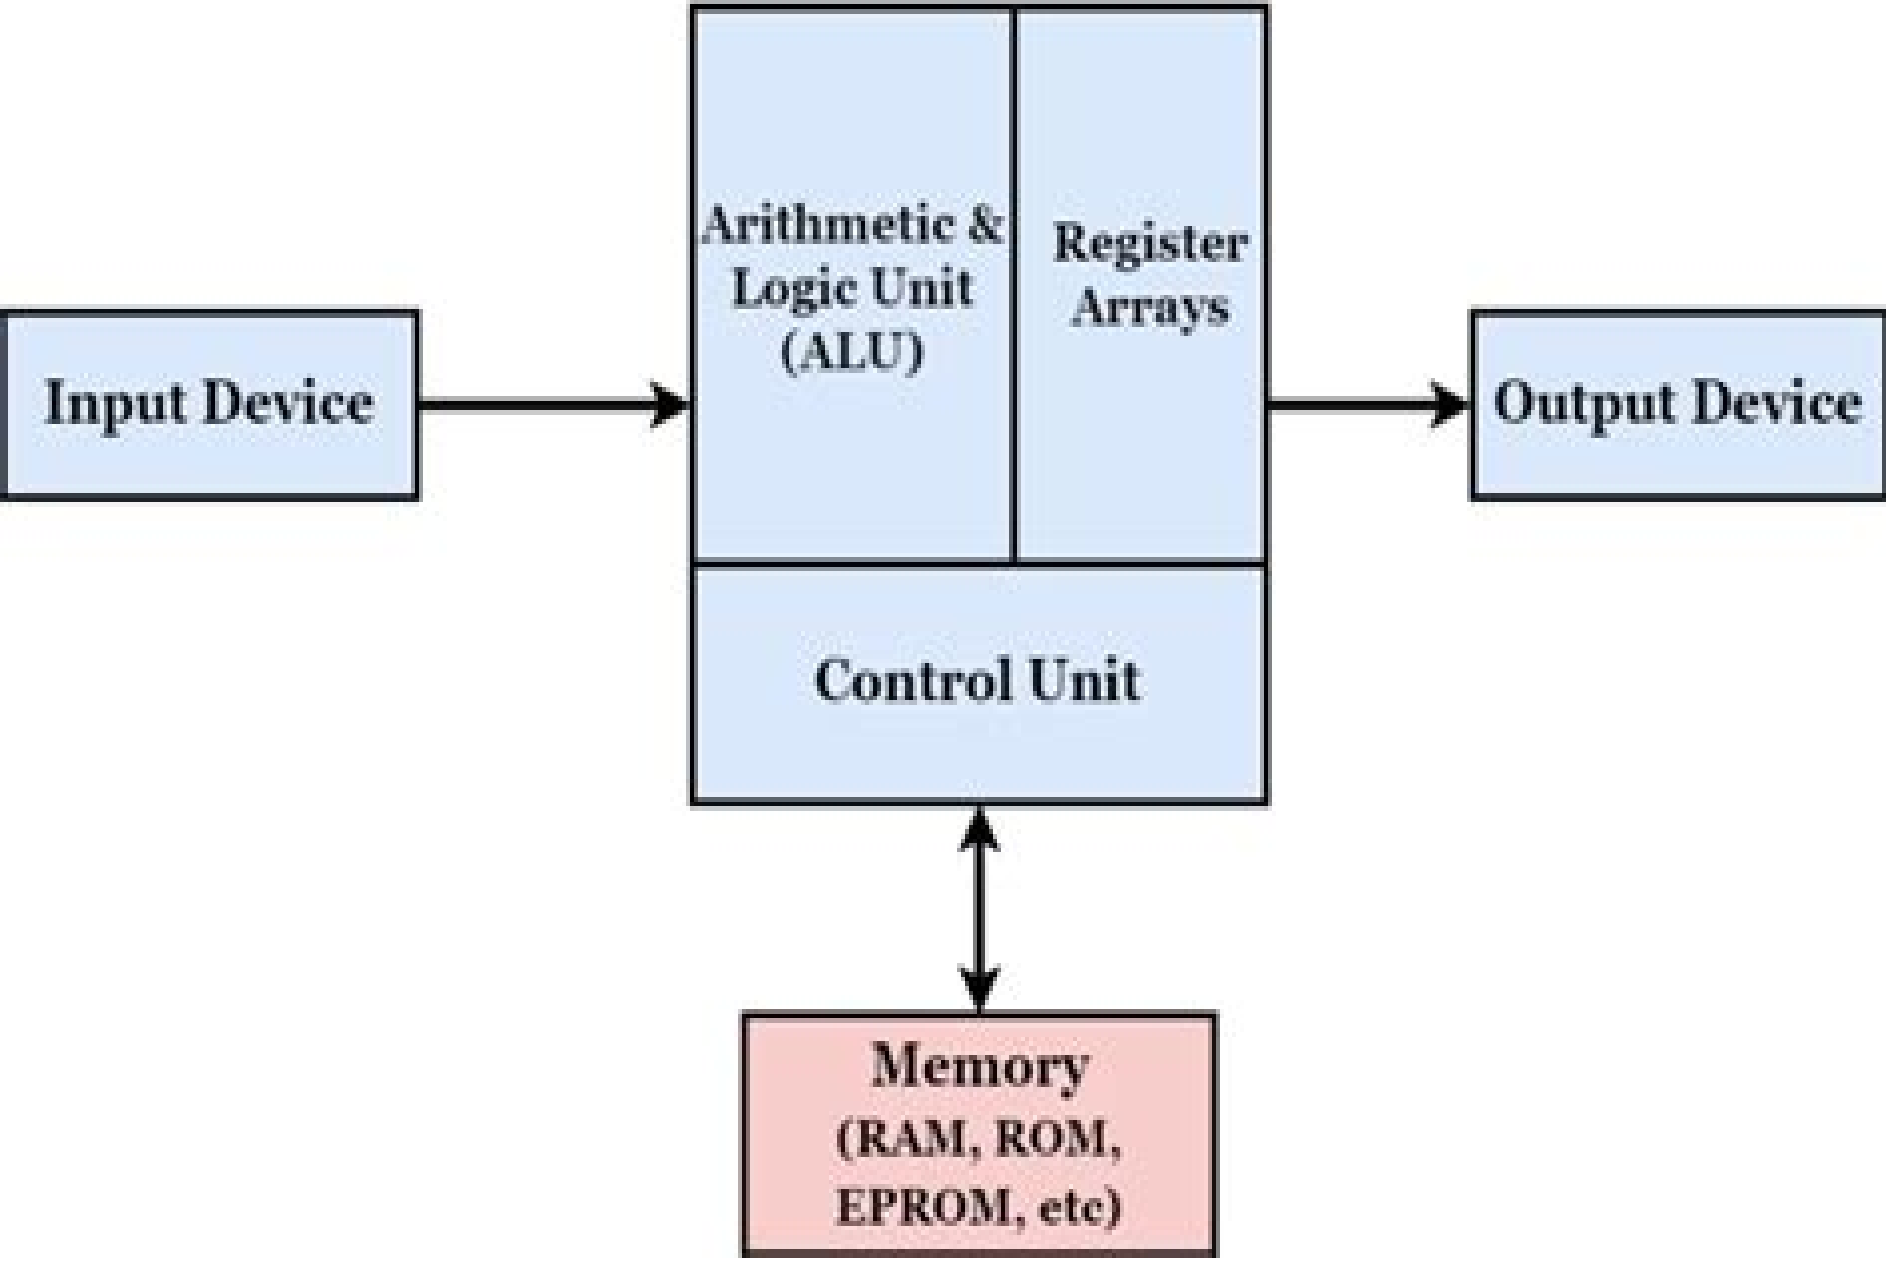 Arithmetic &
Logic Unit
(ALU)
Register
Arrays
Input Device
Output Device
Control Unit
Memory
(RAM, ROM,
EPROM, etc)